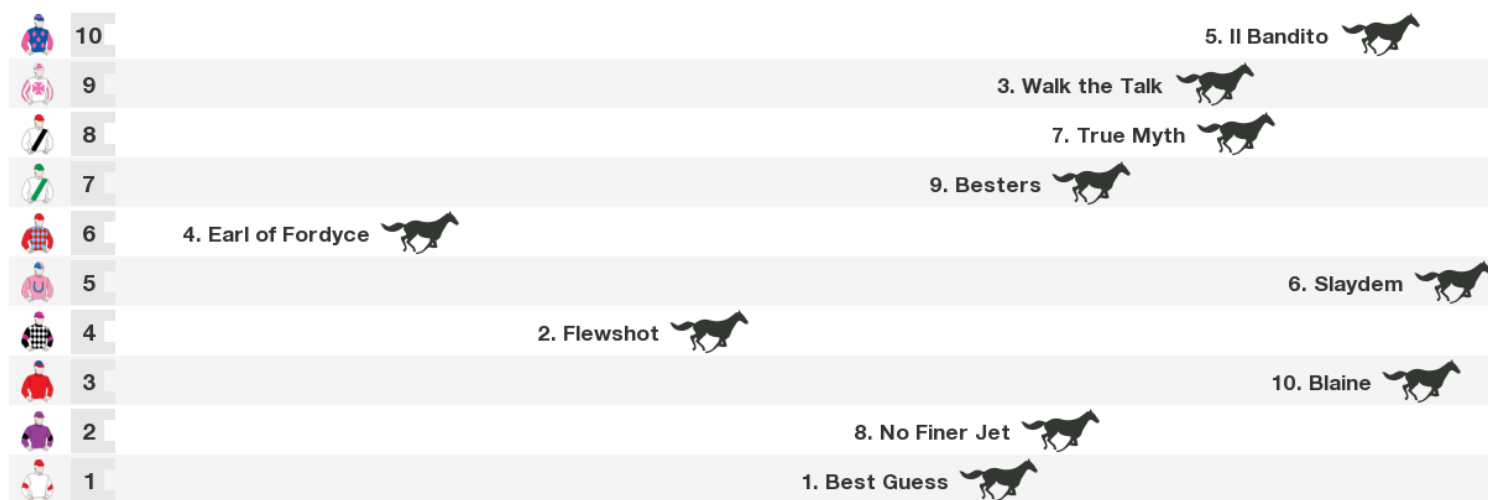 10 5. Il Bandito
9 3. Walk the Talk
8 7. True Myth
7 9. Besters
6 4. Earl of Fordyce
5 6. Slaydem
4 2. Flewshot
3 10. Blaine
2 8. No Finer Jet
1 1. Best Guess